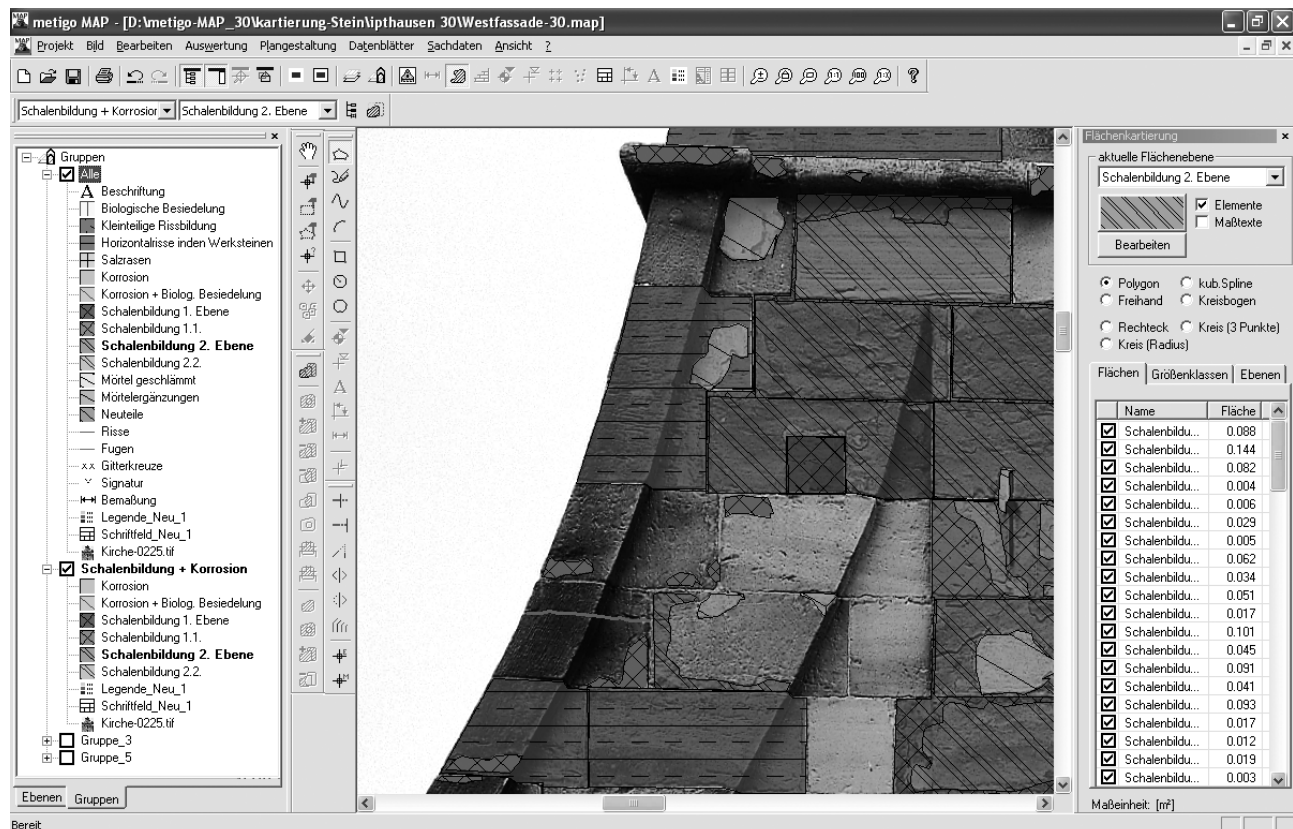 metigo MAP - [D:\metigo-MAP_30\kartierung-Stein\ipthausen 30\Westfassade-30.map]
Projekt Bild Bearbeiten Auswertung Plangestaltung Datenblätter Sachdaten Ansicht ?
Schalenbildung + Korrosior Schalenbildung 2. Ebene
Gruppen
Alle
A Beschriftung
Biologische Besiedelung
Kleinteilige Rissbildung
Horizontalrisse inden Werksteinen
Salzrasen
Korrosion
Korrosion + Biolog. Besiedelung
Schalenbildung 1. Ebene
Schalenbildung 1.1.
Schalenbildung 2. Ebene
Schalenbildung 2.2.
Mörtel geschlämmt
Mörtelergänzungen
Neuteile
Risse
Fugen
x x Gitterkreuze
Signatur
Bemaßung
Legende_Neu_1
Schriftfeld_Neu_1
Kirche-0225.tif
Schalenbildung + Korrosion
Korrosion
Korrosion + Biolog. Besiedelung
Schalenbildung 1. Ebene
Schalenbildung 1.1.
Schalenbildung 2. Ebene
Schalenbildung 2.2.
Legende_Neu_1
Schriftfeld_Neu_1
Kirche-0225.tif
Gruppe_3
Gruppe_5
Ebenen Gruppen
Bereit
Flächenkartierung
aktuelle Flächenebene
Schalenbildung 2. Ebene
Elemente
Maßtexte
Bearbeiten
Polygon kub.Spline
Freihand Kreisbogen
Rechteck Kreis (3 Punkte)
Kreis (Radius)
Flächen Größenklassen Ebenen
Name Fläche
Schalenbildu... 0.088
Schalenbildu... 0.144
Schalenbildu... 0.082
Schalenbildu... 0.004
Schalenbildu... 0.006
Schalenbildu... 0.029
Schalenbildu... 0.005
Schalenbildu... 0.062
Schalenbildu... 0.034
Schalenbildu... 0.051
Schalenbildu... 0.017
Schalenbildu... 0.101
Schalenbildu... 0.045
Schalenbildu... 0.091
Schalenbildu... 0.041
Schalenbildu... 0.093
Schalenbildu... 0.017
Schalenbildu... 0.012
Schalenbildu... 0.019
Schalenbildu... 0.003
Maßeinheit: [m²]